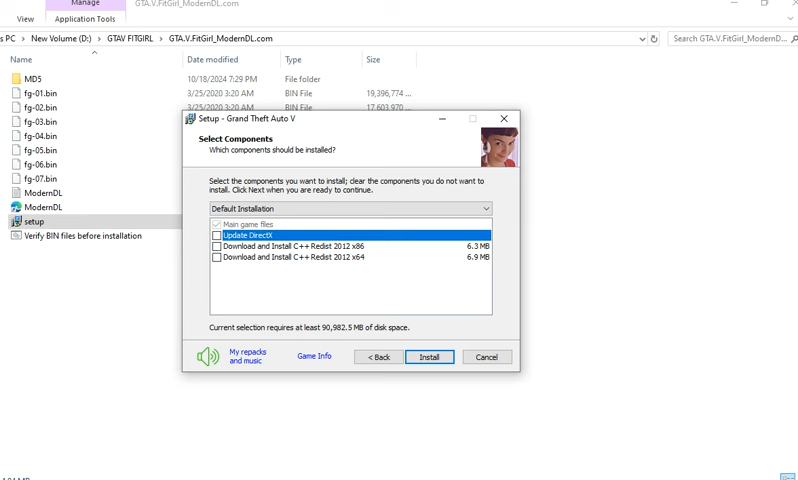 Manage
GTA.V.FitGirl_ModernDL.com
View
Application Tools
s PC > New Volume (D:) > GTAV FITGIRL > GTA.V.FitGirl_ModernDL.com
Search GTA.V.FitGirl_ModernD...
Name
Date modified
Type
Size
MD5
10/18/2024 7:29 PM
File folder
fg-01.bin
3/25/2020 3:20 AM
BIN File
19,396,774 ...
fg-02.bin
3/25/2020 3:20 AM
BIN File
17,603,970 ...
fg-03.bin
fg-04.bin
fg-05.bin
fg-06.bin
fg-07.bin
ModernDL
ModernDL
setup
Verify BIN files before installation
Setup - Grand Theft Auto V
Select Components
Which components should be installed?
Select the components you want to install; clear the components you do not want to
install. Click Next when you are ready to continue.
Default Installation
Main game files
Update DirectX
Download and Install C++ Redist 2012 x86
6.3 MB
Download and Install C++ Redist 2012 x64
6.9 MB
Current selection requires at least 90,982.5 MB of disk space.
My repacks
and music
Game Info
< Back
Install
Cancel